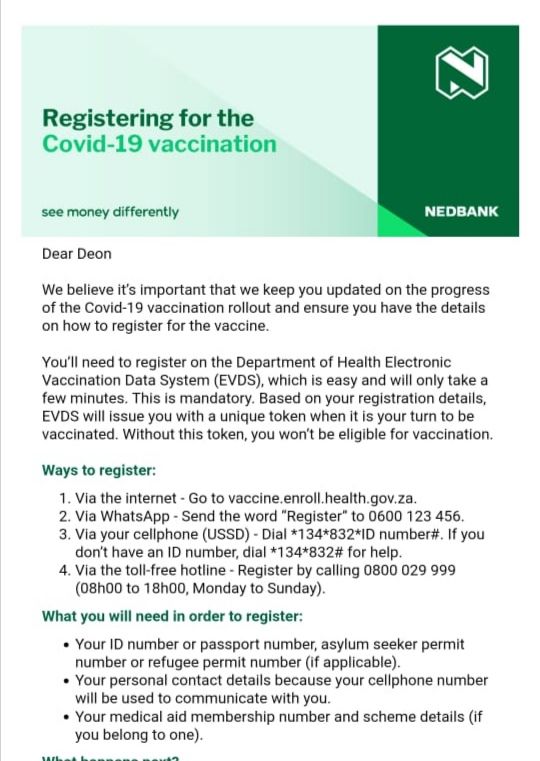 Registering for the
Covid-19 vaccination
see money differently
NEDBANK
Dear Deon
We believe it's important that we keep you updated on the progress
of the Covid-19 vaccination rollout and ensure you have the details
on how to register for the vaccine.
You'll need to register on the Department of Health Electronic
Vaccination Data System (EVDS), which is easy and will only take a
few minutes. This is mandatory. Based on your registration details,
EVDS will issue you with a unique token when it is your turn to be
vaccinated. Without this token, you won't be eligible for vaccination.
Ways to register:
1. Via the internet - Go to vaccine.enroll.health.gov.za.
2. Via WhatsApp - Send the word "Register" to 0600 123 456.
3. Via your cellphone (USSD) - Dial *134*832*ID number#. If you
don't have an ID number, dial *134*832# for help.
4. Via the toll-free hotline - Register by calling 0800 029 999
(08h00 to 18h00, Monday to Sunday).
What you will need in order to register:
• Your ID number or passport number, asylum seeker permit
number or refugee permit number (if applicable).
• Your personal contact details because your cellphone number
will be used to communicate with you.
• Your medical aid membership number and scheme details (if
you belong to one).
What happens next?